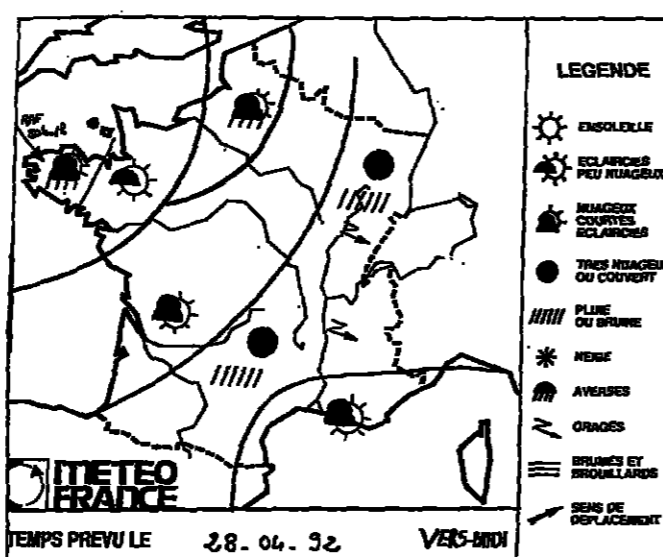 LEGENDE
ENSOLEILLE
ECLAIRCIES
PEU NUAGEUX
NUAGEUX
COURTES
ECLAIRCIES
TRES NUAGEUX
OU COUVERT
PLUIE
OU BRUINE
NEIGE
AVERSES
ORAGES
BRUMES ET
BROUILLARDS
SENS DE
DEPLACEMENT
METEO
FRANCE
TEMPS PREVU LE 28.04.92 VERS MIDI